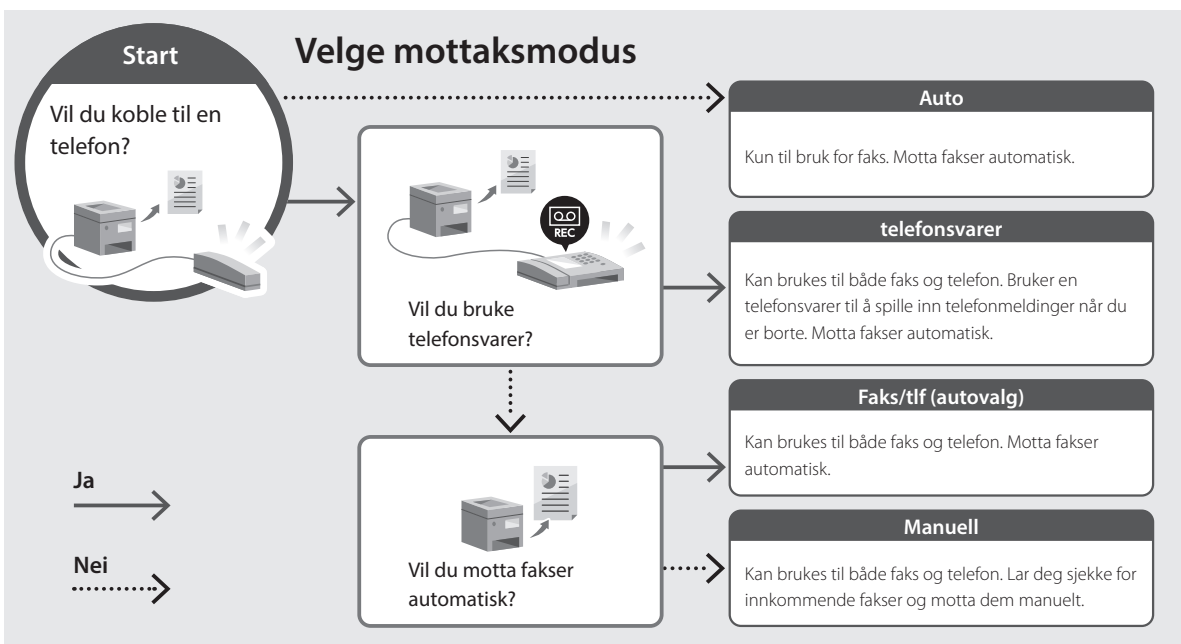 Velge mottaksmodus
Start
Vil du koble til en
telefon?
REC
Vil du bruke
telefonsvarer?
Vil du motta fakser
automatisk?
Ja
Nei
Auto
Kun til bruk for faks. Motta fakser automatisk.
telefonsvarer
Kan brukes til både faks og telefon. Bruker en
telefonsvarer til å spille inn telefonmeldinger når du
er borte. Motta fakser automatisk.
Faks/tlf (autovalg)
Kan brukes til både faks og telefon. Motta fakser
automatisk.
Manuell
Kan brukes til både faks og telefon. Lar deg sjekke for
innkommende fakser og motta dem manuelt.